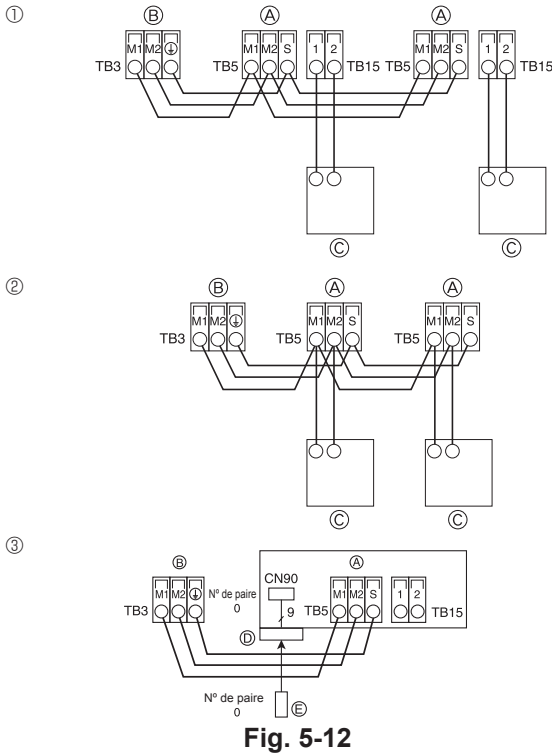 ①
Ⓑ Ⓐ Ⓐ
TB3 M1 M2 ⏚ TB5 M1 M2 S 1 2 TB15 TB5 M1 M2 S 1 2 TB15
Ⓒ Ⓒ
②
Ⓑ Ⓐ Ⓐ
TB3 M1 M2 ⏚ TB5 M1 M2 S TB5 M1 M2 S
Ⓒ Ⓒ
③
Ⓑ Ⓐ
CN90
TB3 M1 M2 ⏚ Nº de paire 0 9 TB5 M1 M2 S 1 2 TB15
Ⓓ
Nº de paire
0 Ⓔ
Fig. 5-12